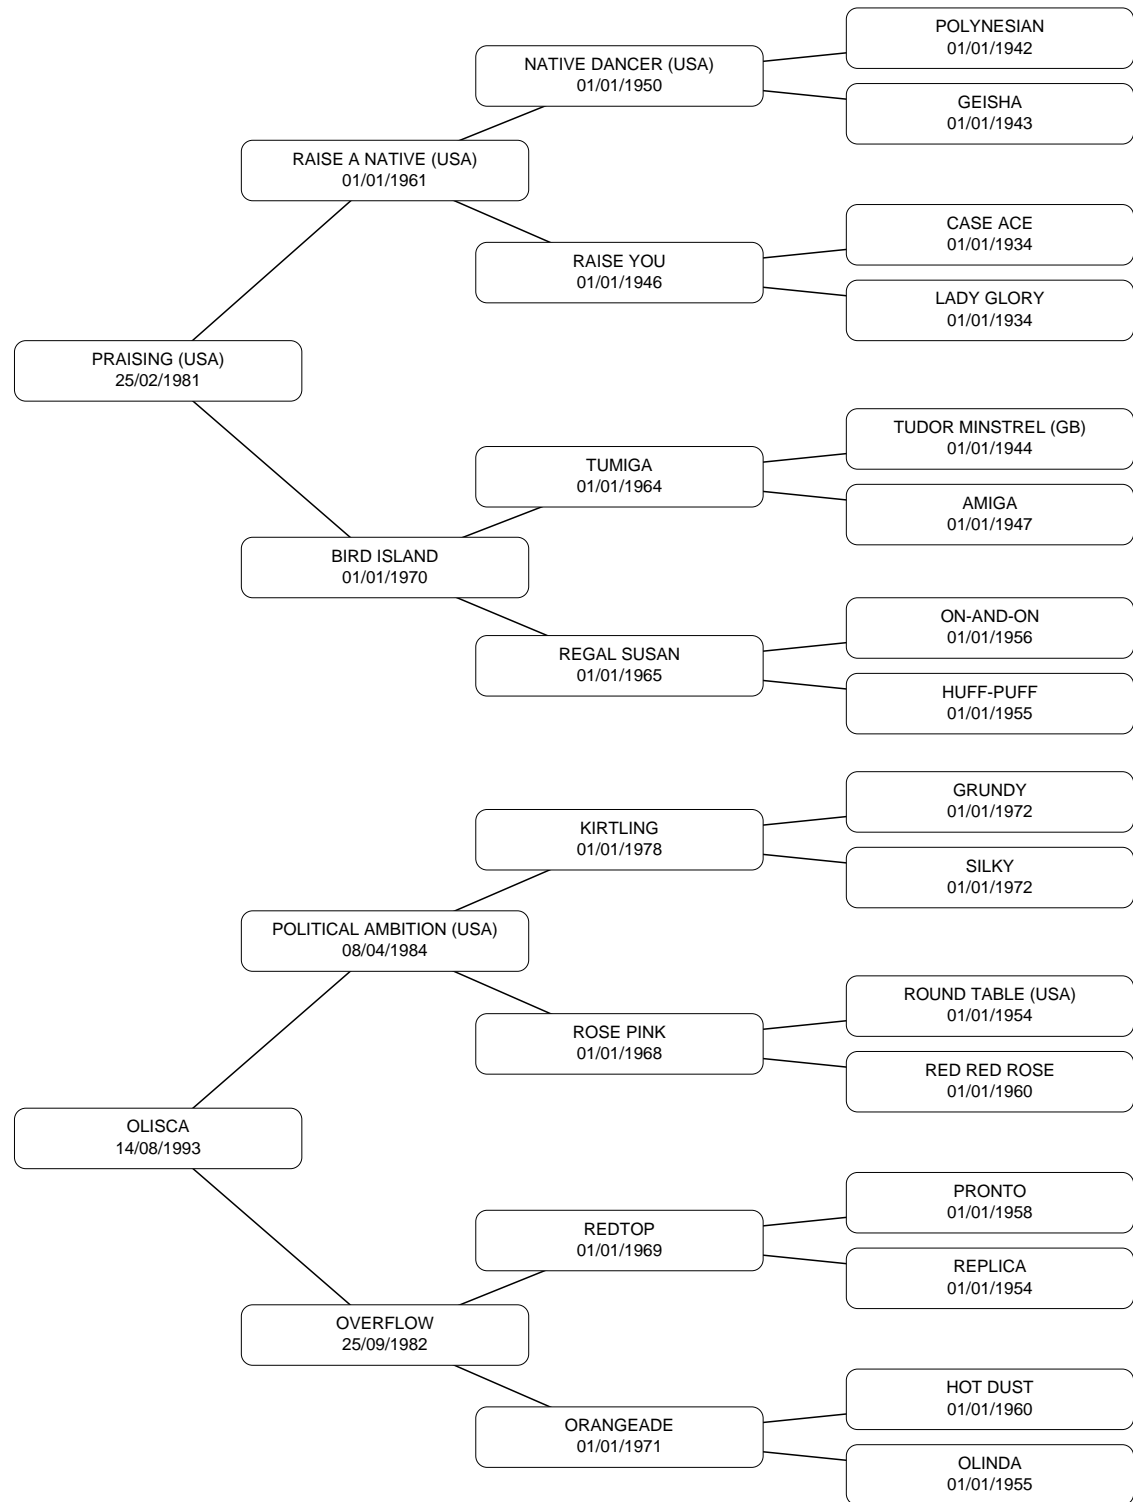 POLYNESIAN
01/01/1942
NATIVE DANCER (USA)
01/01/1950
GEISHA
01/01/1943
RAISE A NATIVE (USA)
01/01/1961
CASE ACE
01/01/1934
RAISE YOU
01/01/1946
LADY GLORY
01/01/1934
PRAISING (USA)
25/02/1981
TUDOR MINSTREL (GB)
01/01/1944
TUMIGA
01/01/1964
AMIGA
01/01/1947
BIRD ISLAND
01/01/1970
ON-AND-ON
01/01/1956
REGAL SUSAN
01/01/1965
HUFF-PUFF
01/01/1955
GRUNDY
01/01/1972
KIRTLING
01/01/1978
SILKY
01/01/1972
POLITICAL AMBITION (USA)
08/04/1984
ROUND TABLE (USA)
01/01/1954
ROSE PINK
01/01/1968
RED RED ROSE
01/01/1960
OLISCA
14/08/1993
PRONTO
01/01/1958
REDTOP
01/01/1969
REPLICA
01/01/1954
OVERFLOW
25/09/1982
HOT DUST
01/01/1960
ORANGEADE
01/01/1971
OLINDA
01/01/1955